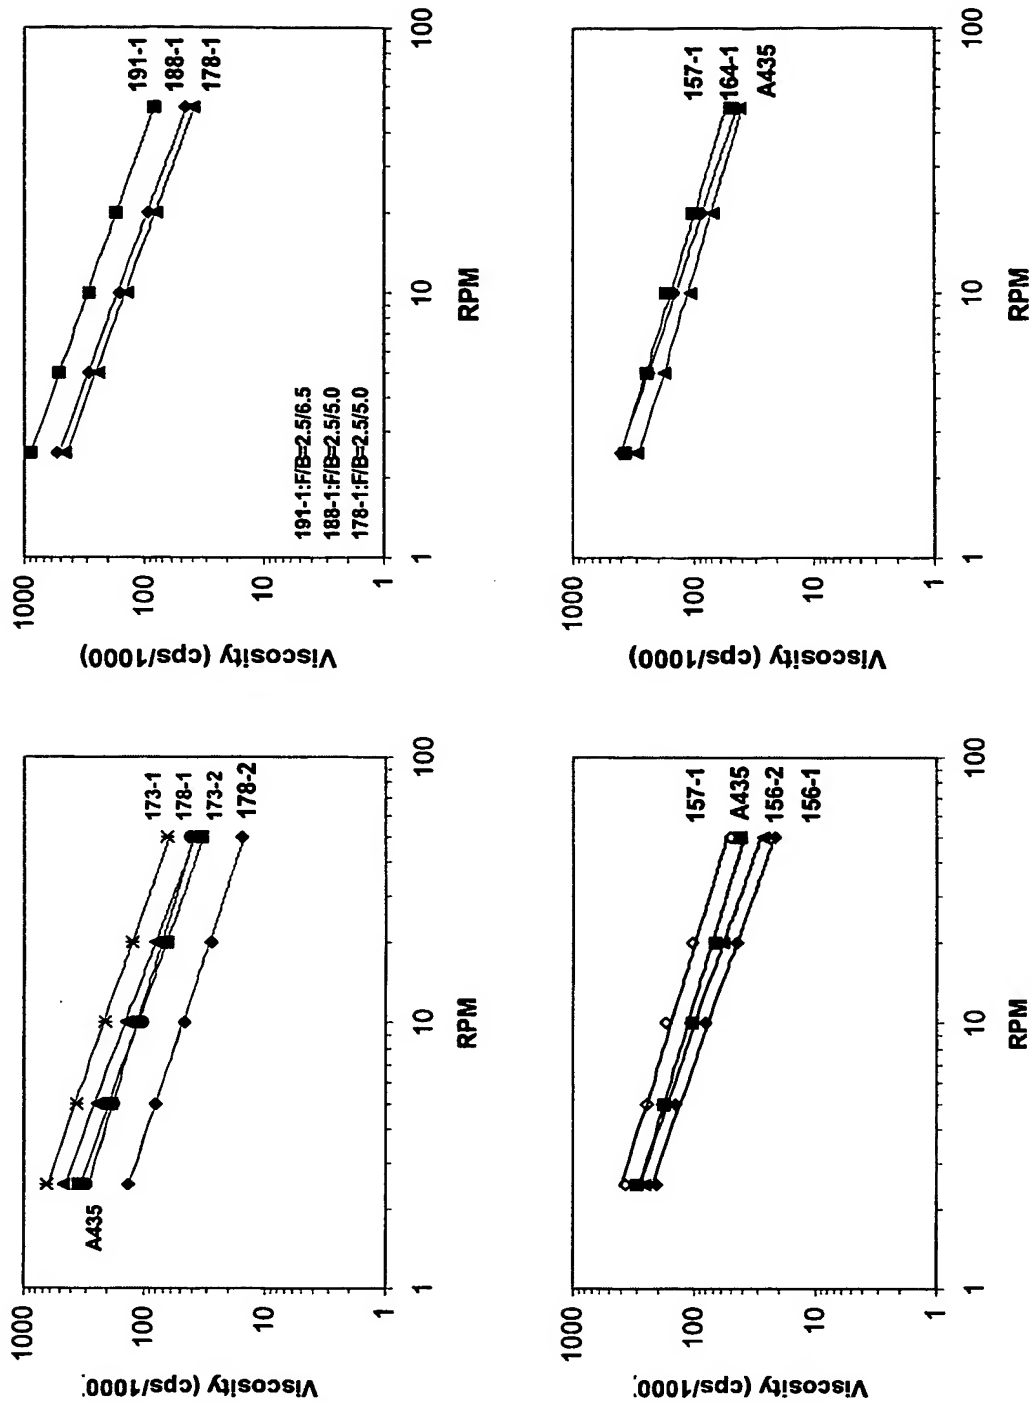 Viscosity (cps/1000)
1000
100
10
1
A435
173-1
178-1
173-2
178-2
1
10
100
RPM
Viscosity (cps/1000)
1000
100
10
1
191-1
188-1
178-1
191-1:F/B=2.5/6.5
188-1:F/B=2.5/5.0
178-1:F/B=2.5/5.0
1
10
100
RPM
Viscosity (cps/1000)
1000
100
10
1
157-1
A435
156-2
156-1
1
10
100
RPM
Viscosity (cps/1000)
1000
100
10
1
157-1
164-1
A435
1
10
100
RPM